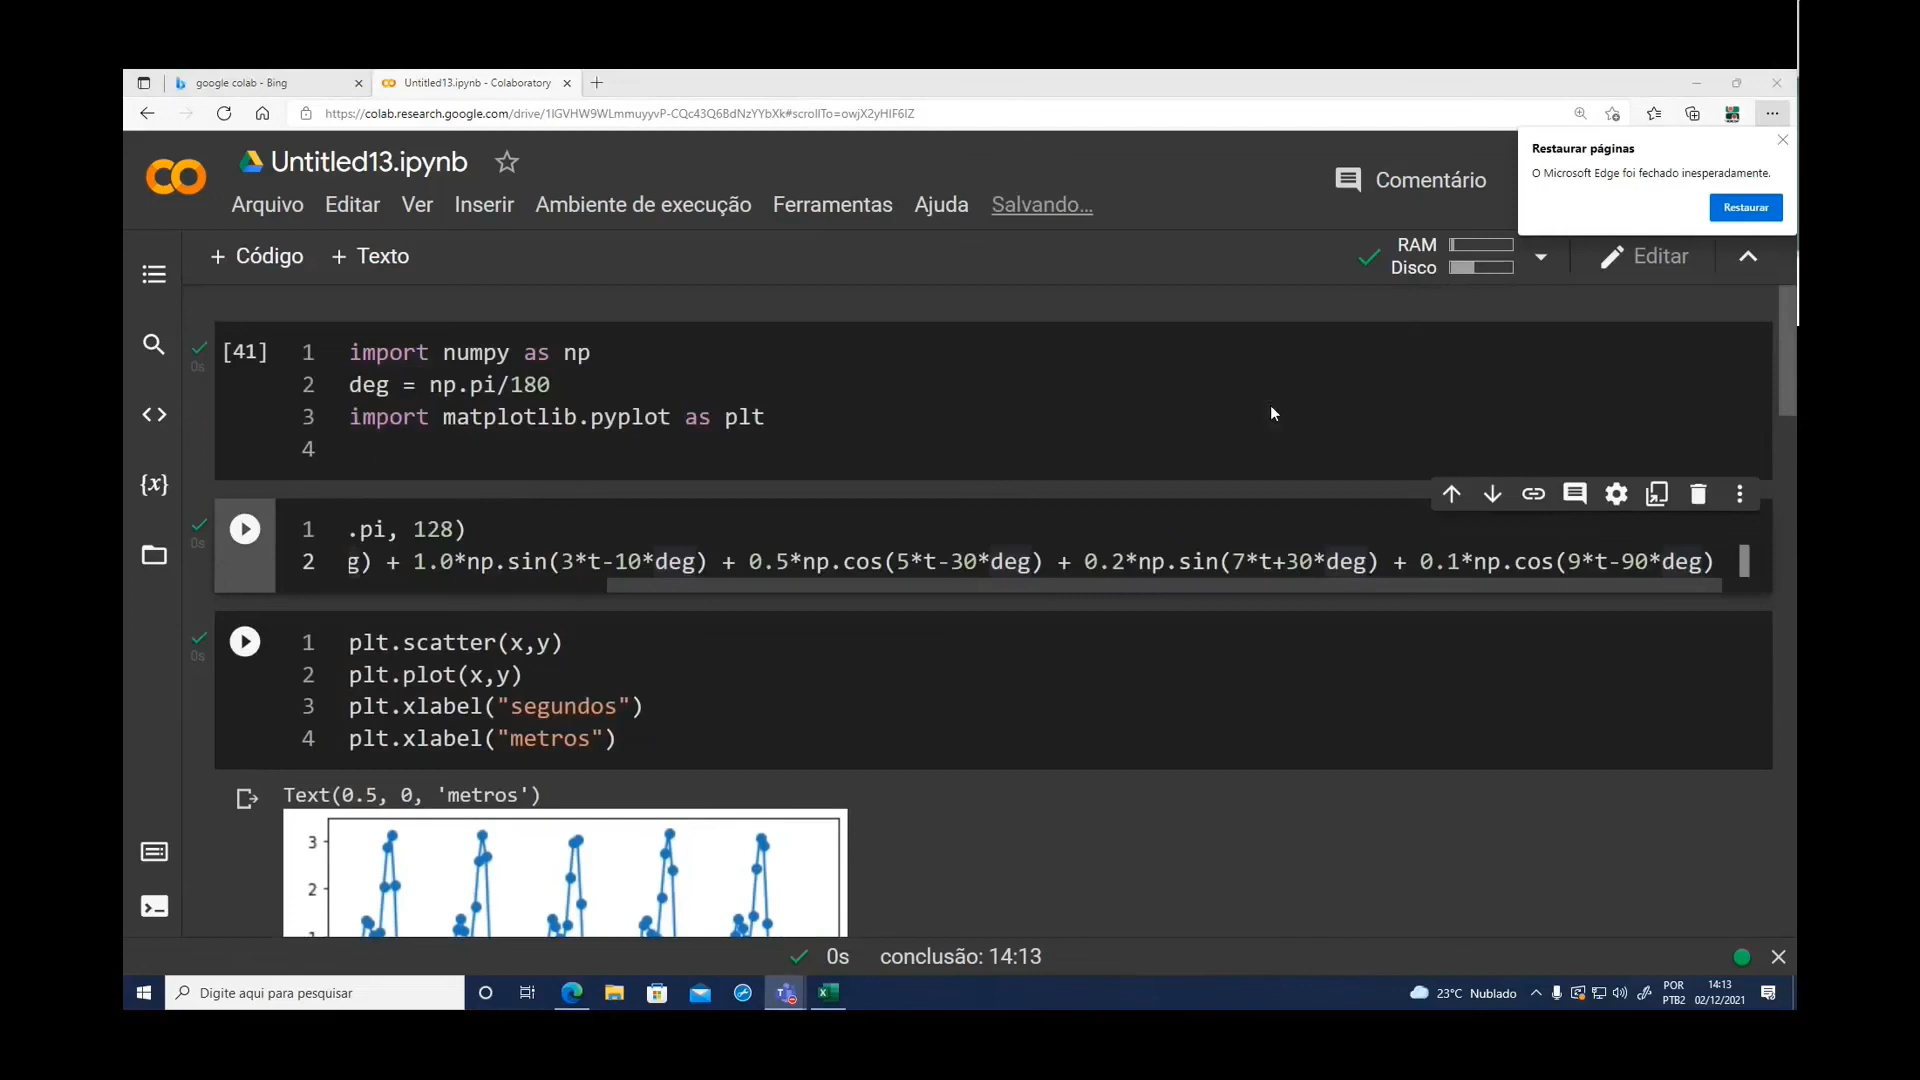 google colab - Bing
Untitled13.ipynb - Colaboratory
https://colab.research.google.com/drive/1IGVHW9WLmmuyyvP-CQc43Q6BdNzYYbXk#scrollTo=owjX2yHIF6IZ
Restaurar páginas
O Microsoft Edge foi fechado inesperadamente.
Restaurar
Untitled13.ipynb
Comentário
Arquivo Editar Ver Inserir Ambiente de execução Ferramentas Ajuda Salvando...
+ Código + Texto
RAM
Disco
Editar
[41]
1 import numpy as np
2 deg = np.pi/180
3 import matplotlib.pyplot as plt
4
0s
1 .pi, 128)
2 g) + 1.0*np.sin(3*t-10*deg) + 0.5*np.cos(5*t-30*deg) + 0.2*np.sin(7*t+30*deg) + 0.1*np.cos(9*t-90*deg)
0s
1 plt.scatter(x,y)
2 plt.plot(x,y)
3 plt.xlabel("segundos")
4 plt.xlabel("metros")
0s
Text(0.5, 0, 'metros')
3
2
0s conclusão: 14:13
Digite aqui para pesquisar
23°C Nublado
POR
PTB2
14:13
02/12/2021